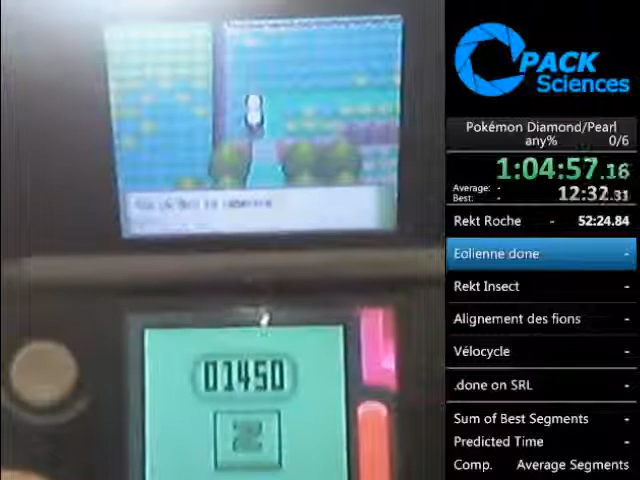 PACK
Sciences
Pokémon Diamond/Pearl
any% 0/6
1:04:57.16
Average: -
Best: - 12:32.31
Rekt Roche - 52:24.84
Eolienne done -
Rekt Insect -
Alignement des fions -
Vélocycle -
.done on SRL -
Sum of Best Segments -
Predicted Time -
Comp. Average Segments
01450